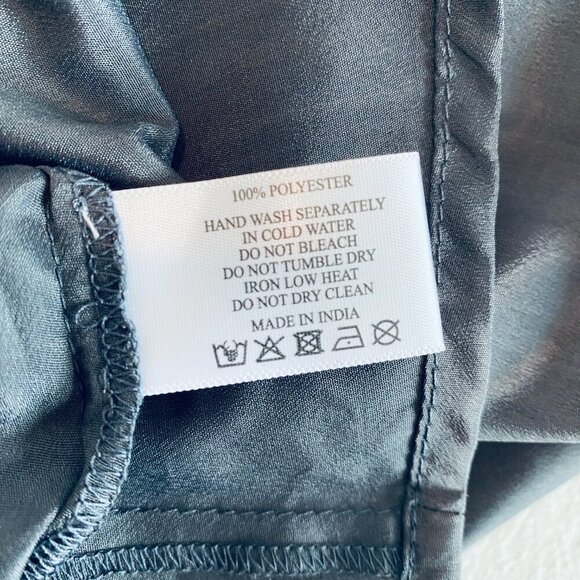 100% POLYESTER
HAND WASH SEPARATELY
IN COLD WATER
DO NOT BLEACH
DO NOT TUMBLE DRY
IRON LOW HEAT
DO NOT DRY CLEAN
MADE IN INDIA